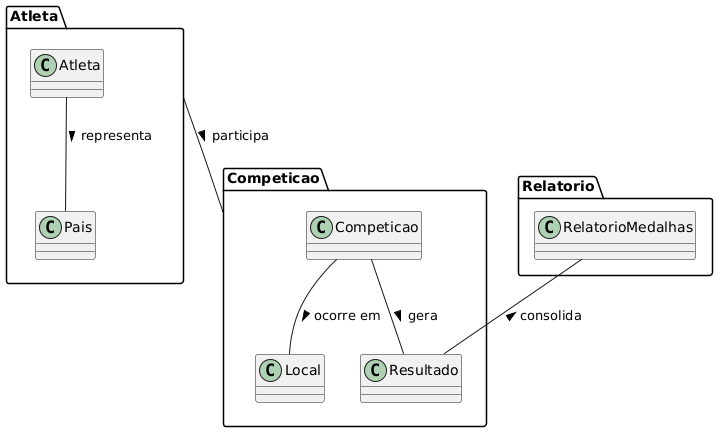 Atleta
C Atleta
representa
participa
C Pais
Competicao
C Competicao
ocorre em
gera
C Local
C Resultado
Relatorio
C RelatorioMedalhas
consolida